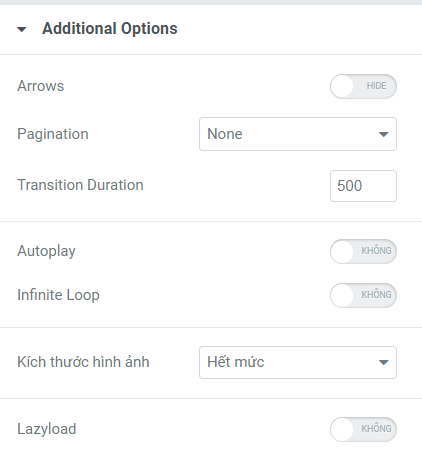 Additional Options
Arrows HIDE
Pagination None
Transition Duration 500
Autoplay KHÔNG
Infinite Loop KHÔNG
Kích thước hình ảnh Hết mức
Lazyload KHÔNG